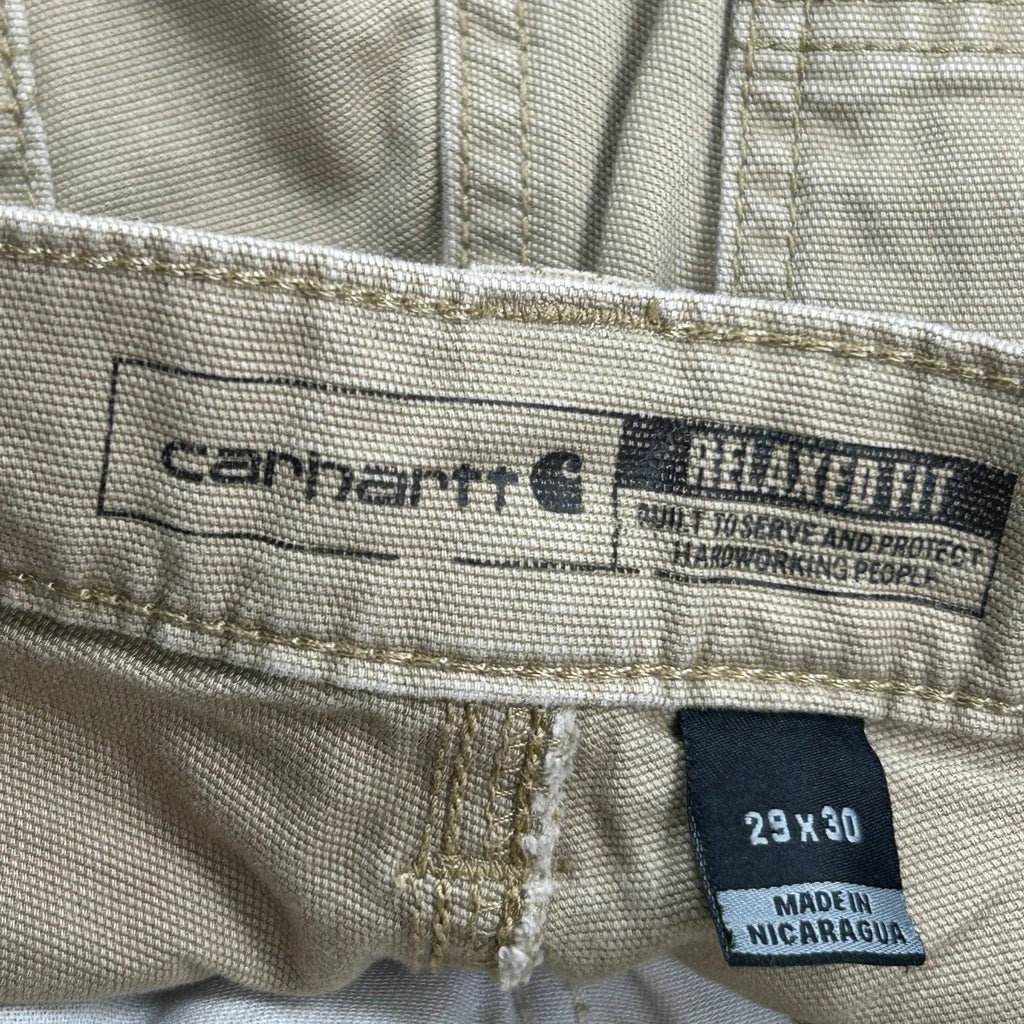 carhartt
RELAXED FIT
BUILT TO SERVE AND PROTECT
HARDWORKING PEOPLE
29 X 30
MADE IN
NICARAGUA